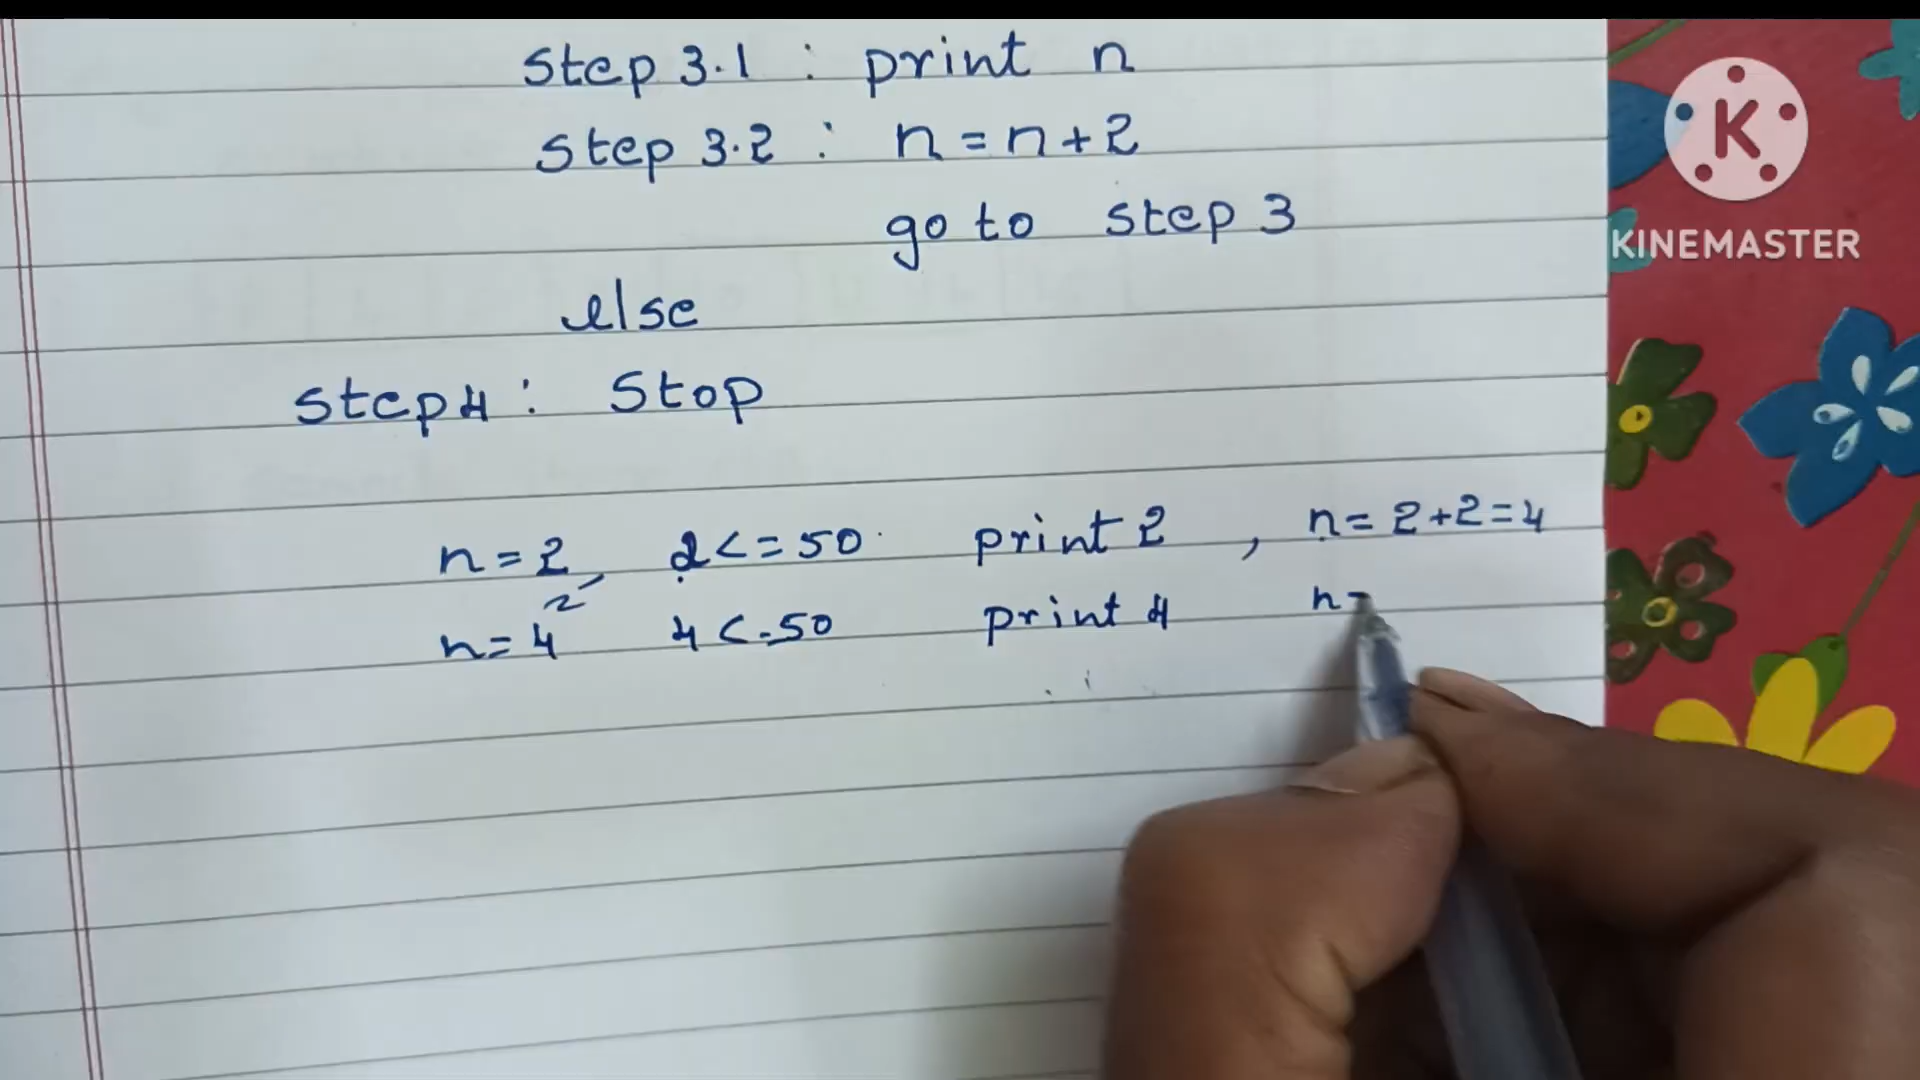 Step 3.1 : print n
Step 3.2 : n = n + 2
go to step 3
else
Step 4 : Stop
n = 2, 2 <= 50 print 2 , n = 2 + 2 = 4
n = 4 4 <= 50 print 4 n =
K
KINEMASTER